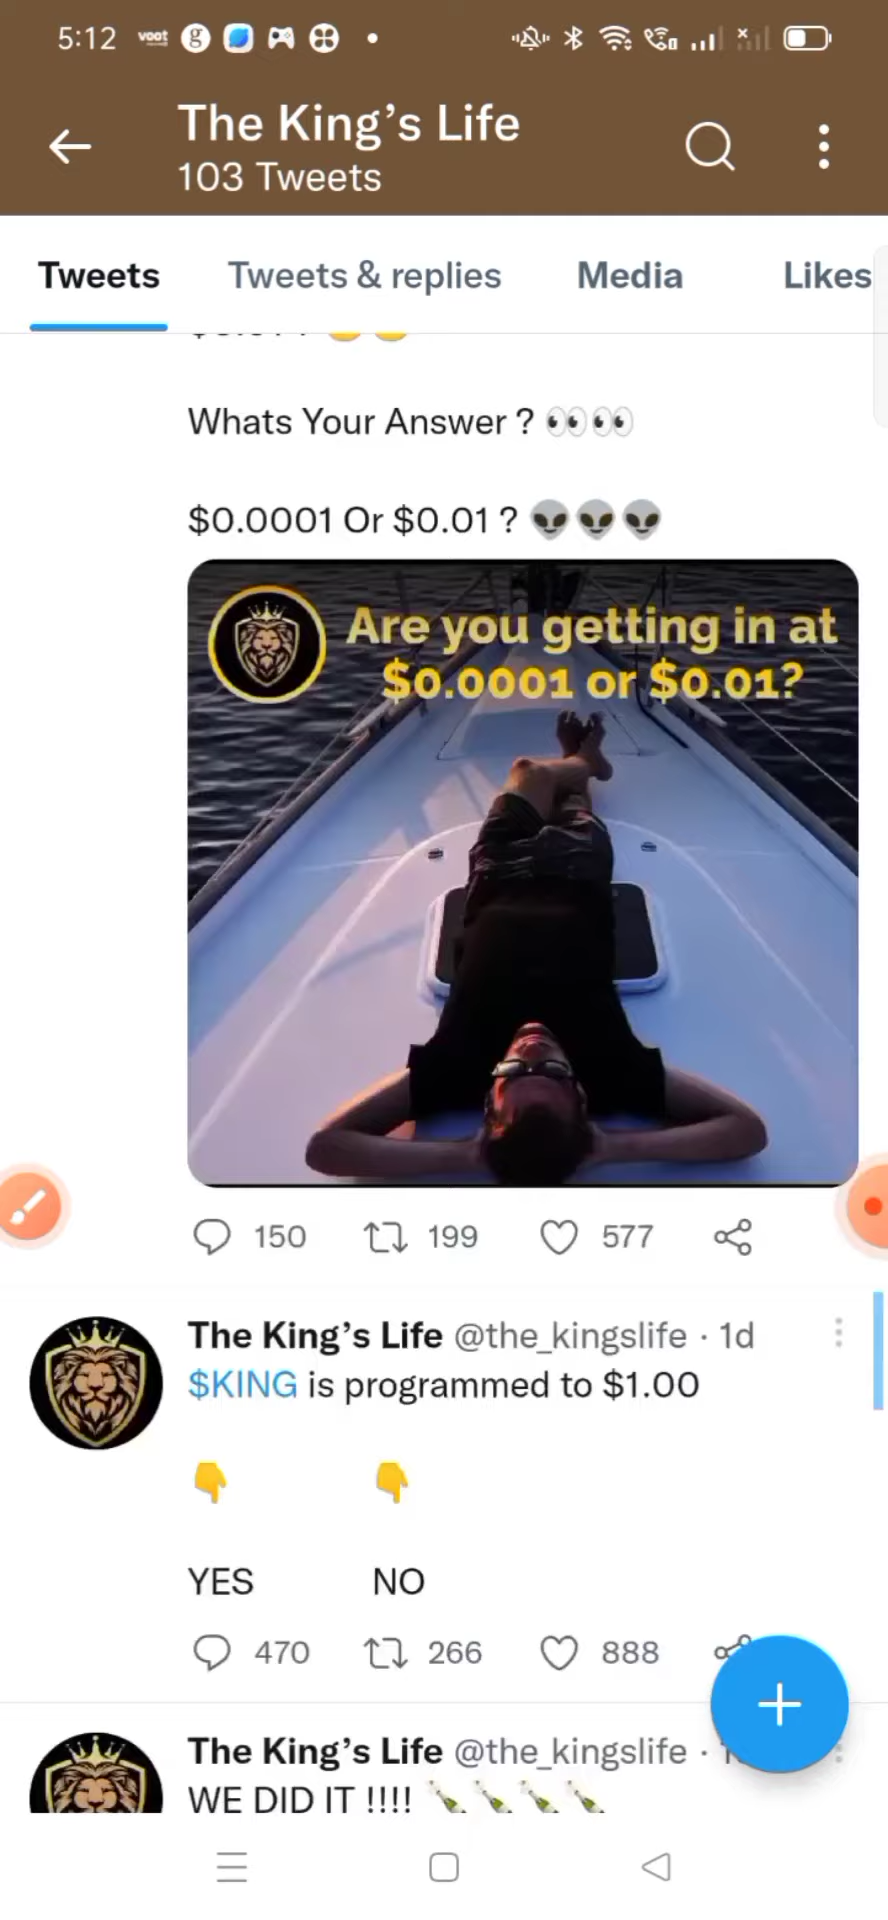 5:12 voot g
The King’s Life
103 Tweets
Tweets Tweets & replies Media Likes
Whats Your Answer ? 👀👀
$0.0001 Or $0.01 ? 👽👽👽
Are you getting in at
$0.0001 or $0.01?
150 199 577
The King’s Life @the_kingslife · 1d
$KING is programmed to $1.00
👇 👇
YES NO
470 266 888
The King’s Life @the_kingslife ·
WE DID IT !!!! 🍾🍾🍾🍾